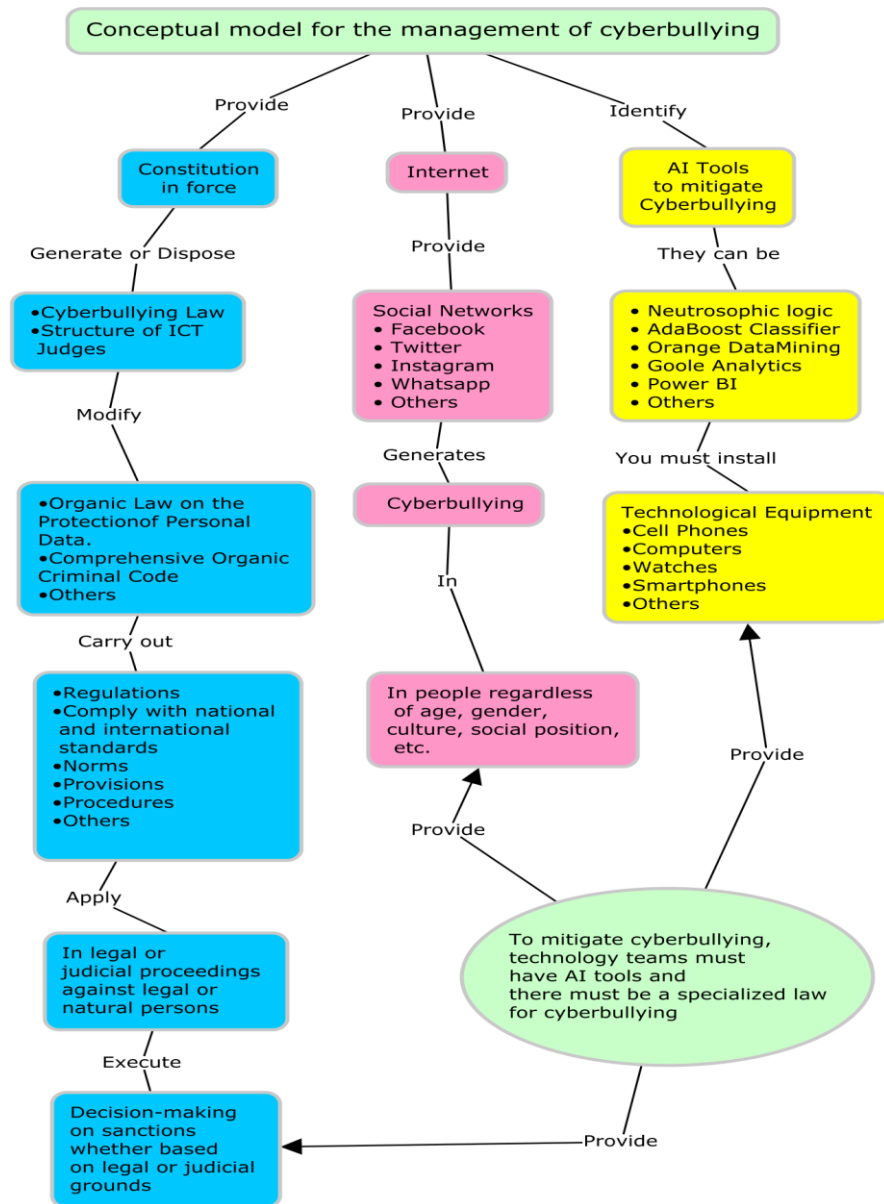 Conceptual model for the management of cyberbullying
Provide
Provide
Identify
Constitution
in force
Internet
AI Tools
to mitigate
Cyberbullying
Generate or Dispose
Provide
They can be
•Cyberbullying Law
•Structure of ICT
Judges
Social Networks
• Facebook
• Twitter
• Instagram
• Whatsapp
• Others
• Neutrosophic logic
• AdaBoost Classifier
• Orange DataMining
• Goole Analytics
• Power BI
• Others
Modify
Generates
You must install
•Organic Law on the
Protectionof Personal
Data.
•Comprehensive Organic
Criminal Code
•Others
Cyberbullying
Technological Equipment
•Cell Phones
•Computers
•Watches
•Smartphones
•Others
In
Carry out
•Regulations
•Comply with national
and international
standards
•Norms
•Provisions
•Procedures
•Others
In people regardless
of age, gender,
culture, social position,
etc.
Provide
Provide
Apply
In legal or
judicial proceedings
against legal or
natural persons
To mitigate cyberbullying,
technology teams must
have AI tools and
there must be a specialized law
for cyberbullying
Execute
Decision-making
on sanctions
whether based
on legal or judicial
grounds
Provide